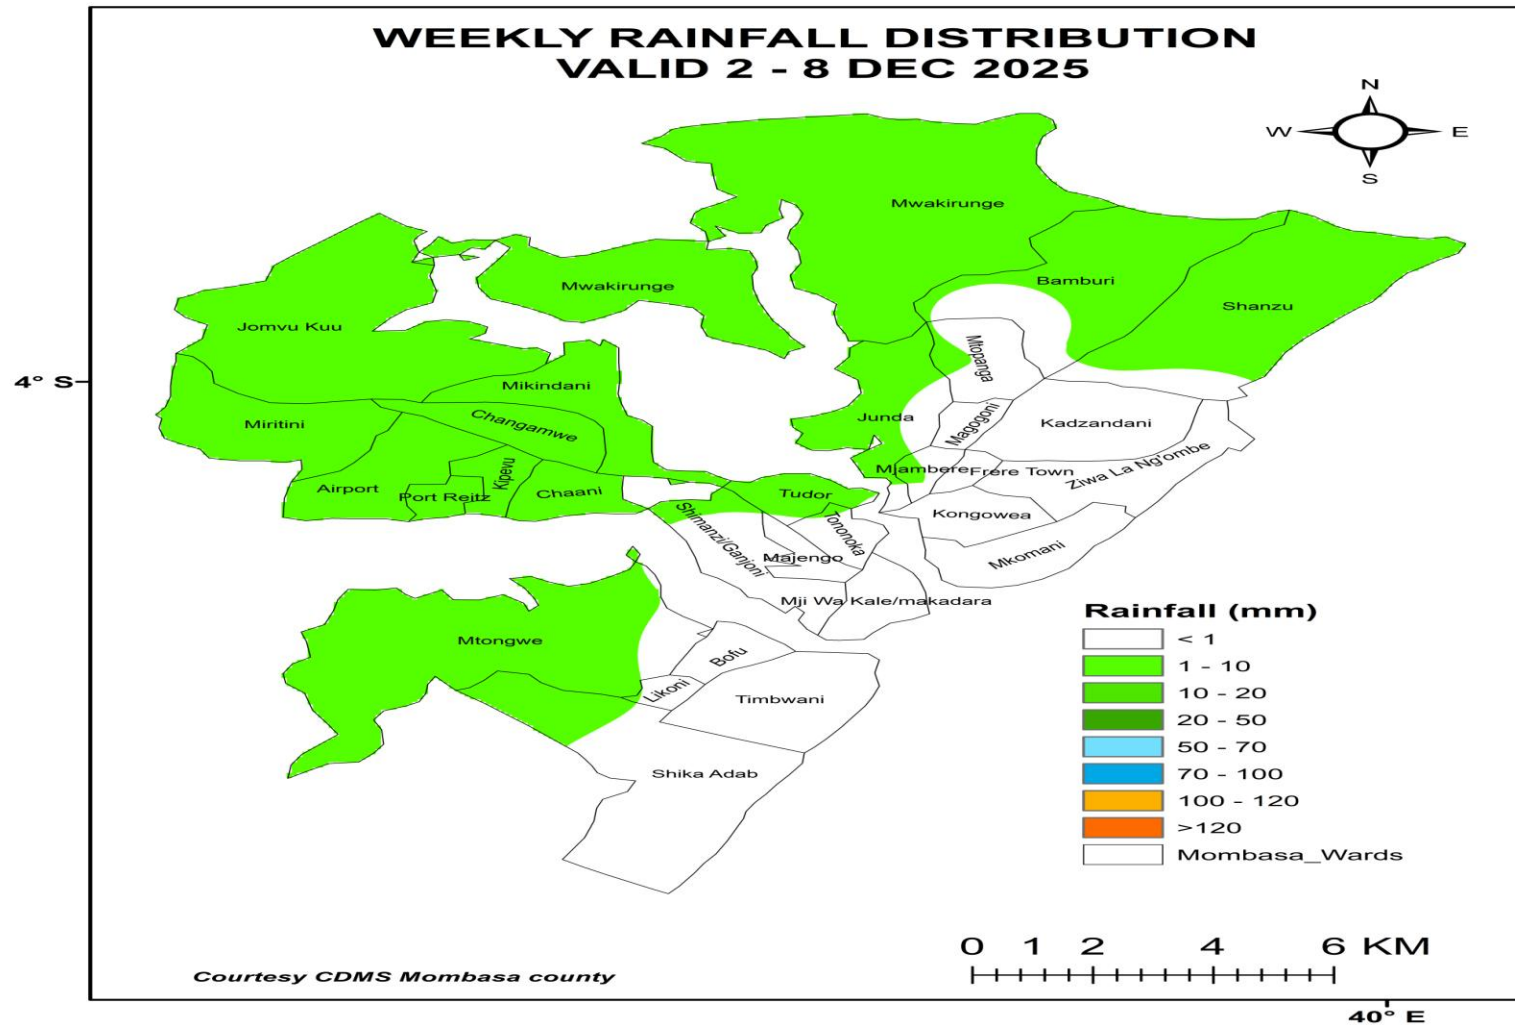 WEEKLY RAINFALL DISTRIBUTION
VALID 2 - 8 DEC 2025
N
W
E
S
Mwakirunge
Bamburi
Shanzu
Mwakirunge
Jomvu Kuu
Mikindani
Changamwe
Miritini
Airport
Port Reitz
Kipevu
Chaani
Mtopanga
Junda
Magogoni
Kadzandani
Mjambere
Frere Town
Ziwa La Ng'ombe
Tudor
Kongowea
Shimanzi/Ganjoni
Tononoka
Majengo
Mkomani
Mji Wa Kale/makadara
Mtongwe
Bofu
Likoni
Timbwani
Shika Adab
4° S
Rainfall (mm)
< 1
1 - 10
10 - 20
20 - 50
50 - 70
70 - 100
100 - 120
>120
Mombasa_Wards
0 1 2 4 6 KM
Courtesy CDMS Mombasa county
40° E